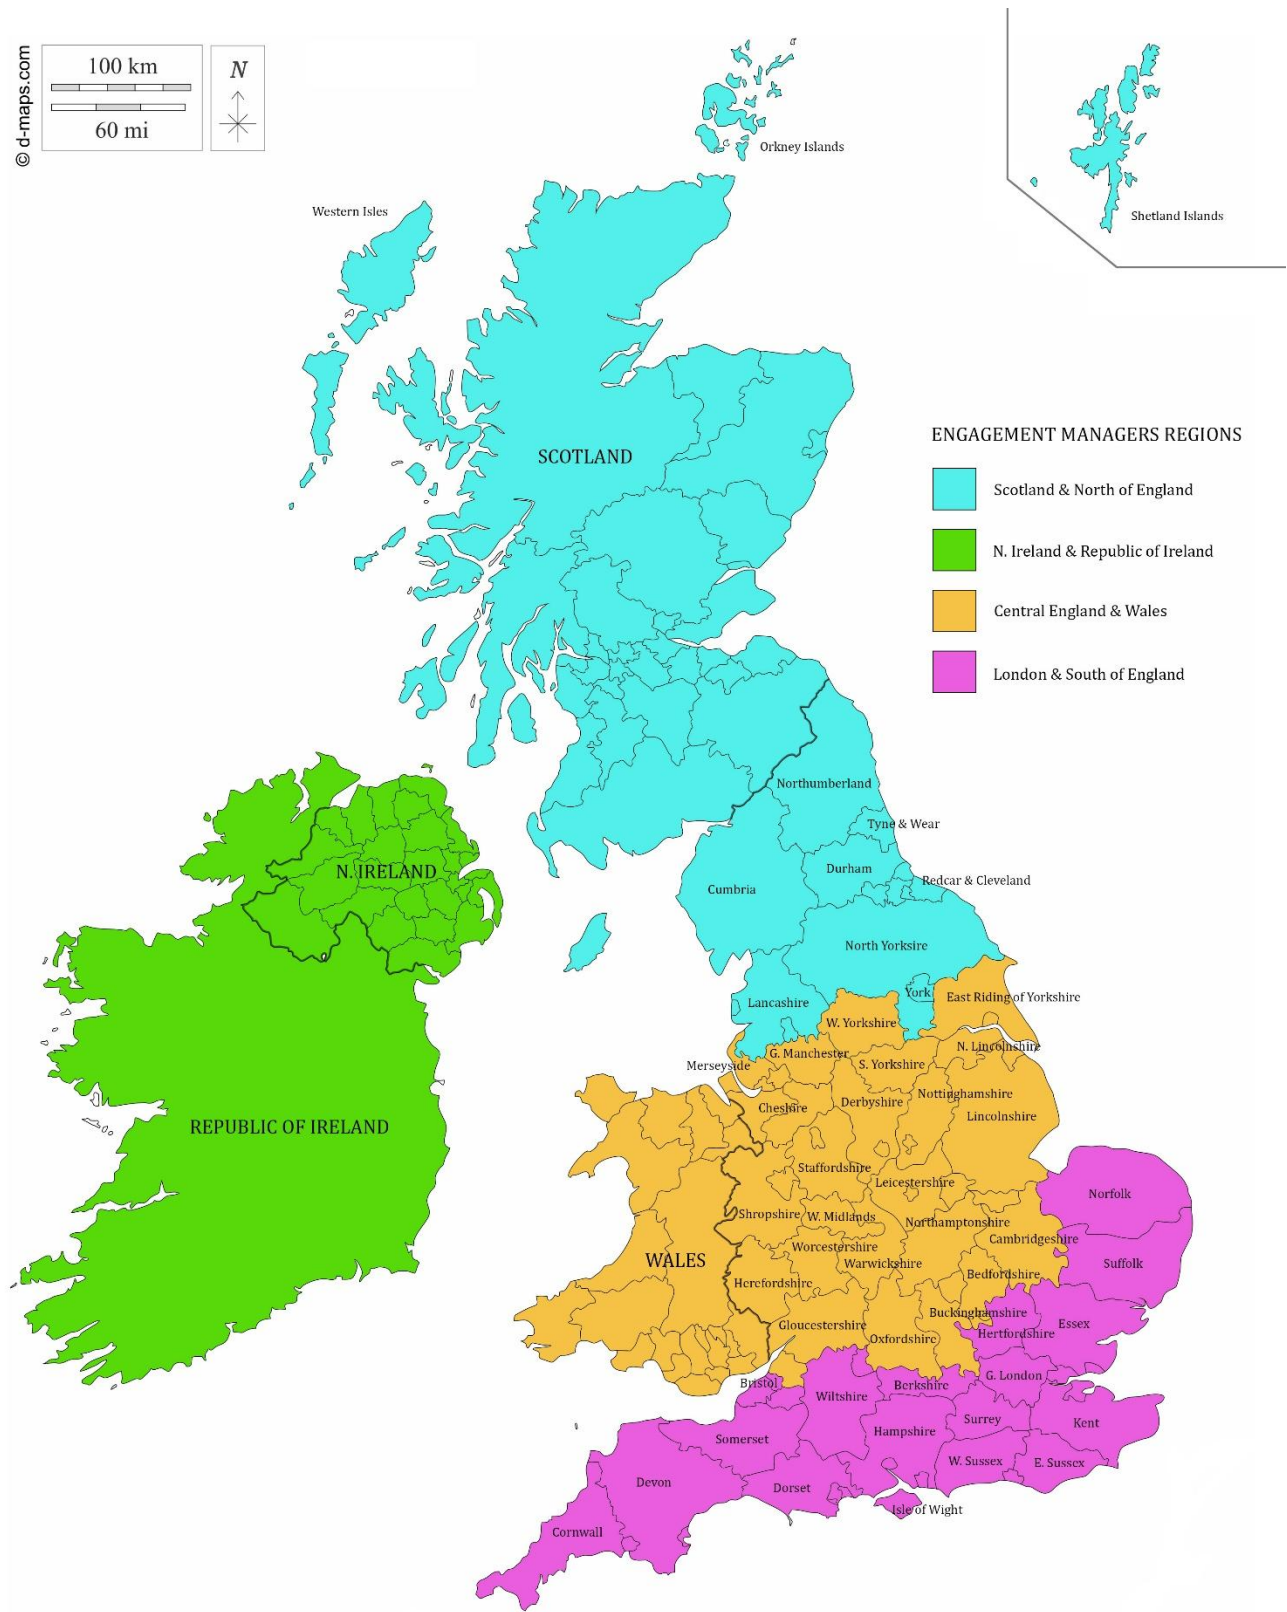 © d-maps.com
100 km
60 mi
N
Orkney Islands
Western Isles
Shetland Islands
ENGAGEMENT MANAGERS REGIONS
Scotland & North of England
N. Ireland & Republic of Ireland
Central England & Wales
London & South of England
SCOTLAND
Northumberland
Tyne & Wear
Durham
Redcar & Cleveland
Cumbria
N. IRELAND
North Yorksire
York
East Riding of Yorkshire
Lancashire
W. Yorkshire
N. Lincolnshire
G. Manchester
Merseyside
S. Yorkshire
Nottinghamshire
Cheshire
Derbyshire
Lincolnshire
REPUBLIC OF IRELAND
Staffordshire
Leicestershire
Norfolk
Shropshire
W. Midlands
Northamptonshire
Cambridgeshire
Worcestershire
WALES
Warwickshire
Suffolk
Herefordshire
Bedfordshire
Buckinghamshire
Gloucestershire
Essex
Hertfordshire
Oxfordshire
G. London
Bristol
Berkshire
Wiltshire
Surrey
Kent
Hampshire
Somerset
W. Sussex
E. Sussex
Devon
Dorset
Isle of Wight
Cornwall